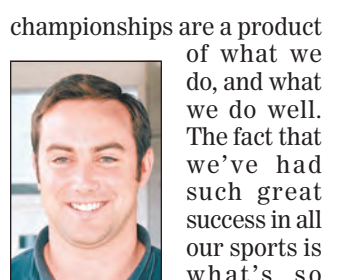 championships are a product
of what we
do, and what
we do well.
The fact that
we've had
such great
success in all
our sports is
what's so